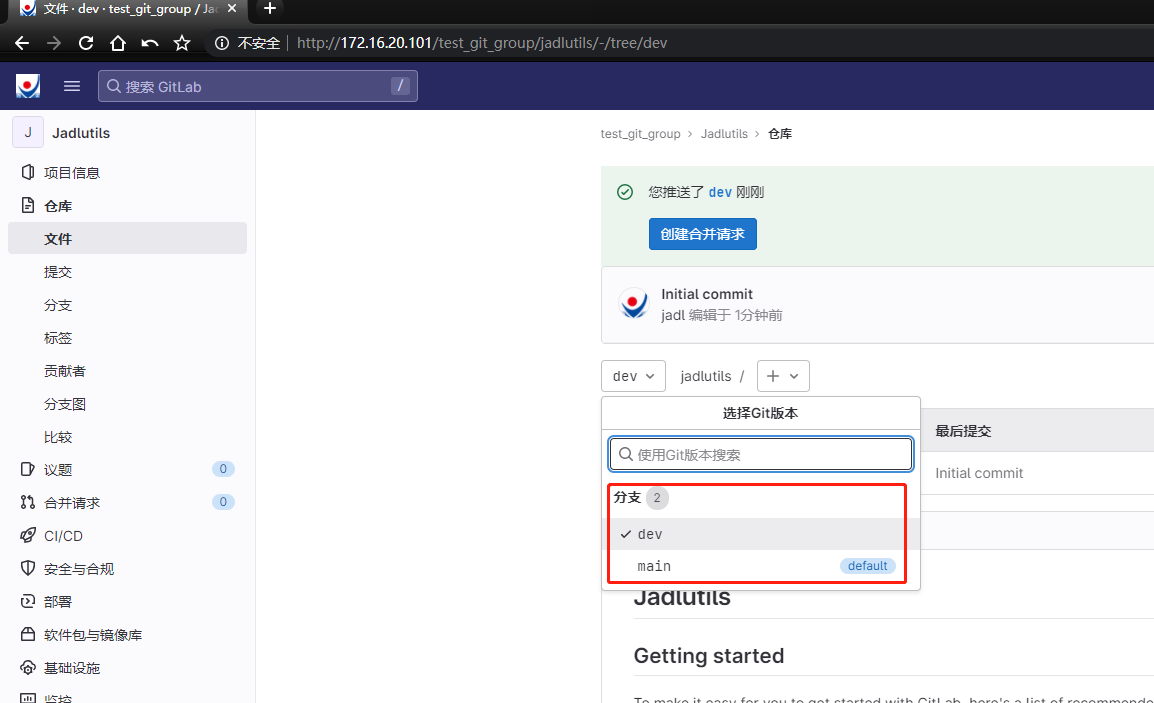 文件 · dev · test_git_group / Jad
不安全 http://172.16.20.101/test_git_group/jadlutils/-/tree/dev
搜索 GitLab /
J Jadlutils
项目信息
仓库
文件
提交
分支
标签
贡献者
分支图
比较
议题 0
合并请求 0
CI/CD
安全与合规
部署
软件包与镜像库
基础设施
监控
test_git_group › Jadlutils › 仓库
您推送了 dev 刚刚
创建合并请求
Initial commit
jadl 编辑于 1分钟前
dev jadlutils / +
选择Git版本
使用Git版本搜索
分支 2
dev
main default
最后提交
Initial commit
Jadlutils
Getting started
To make it easy for you to get started with GitLab, here's a list of recommende